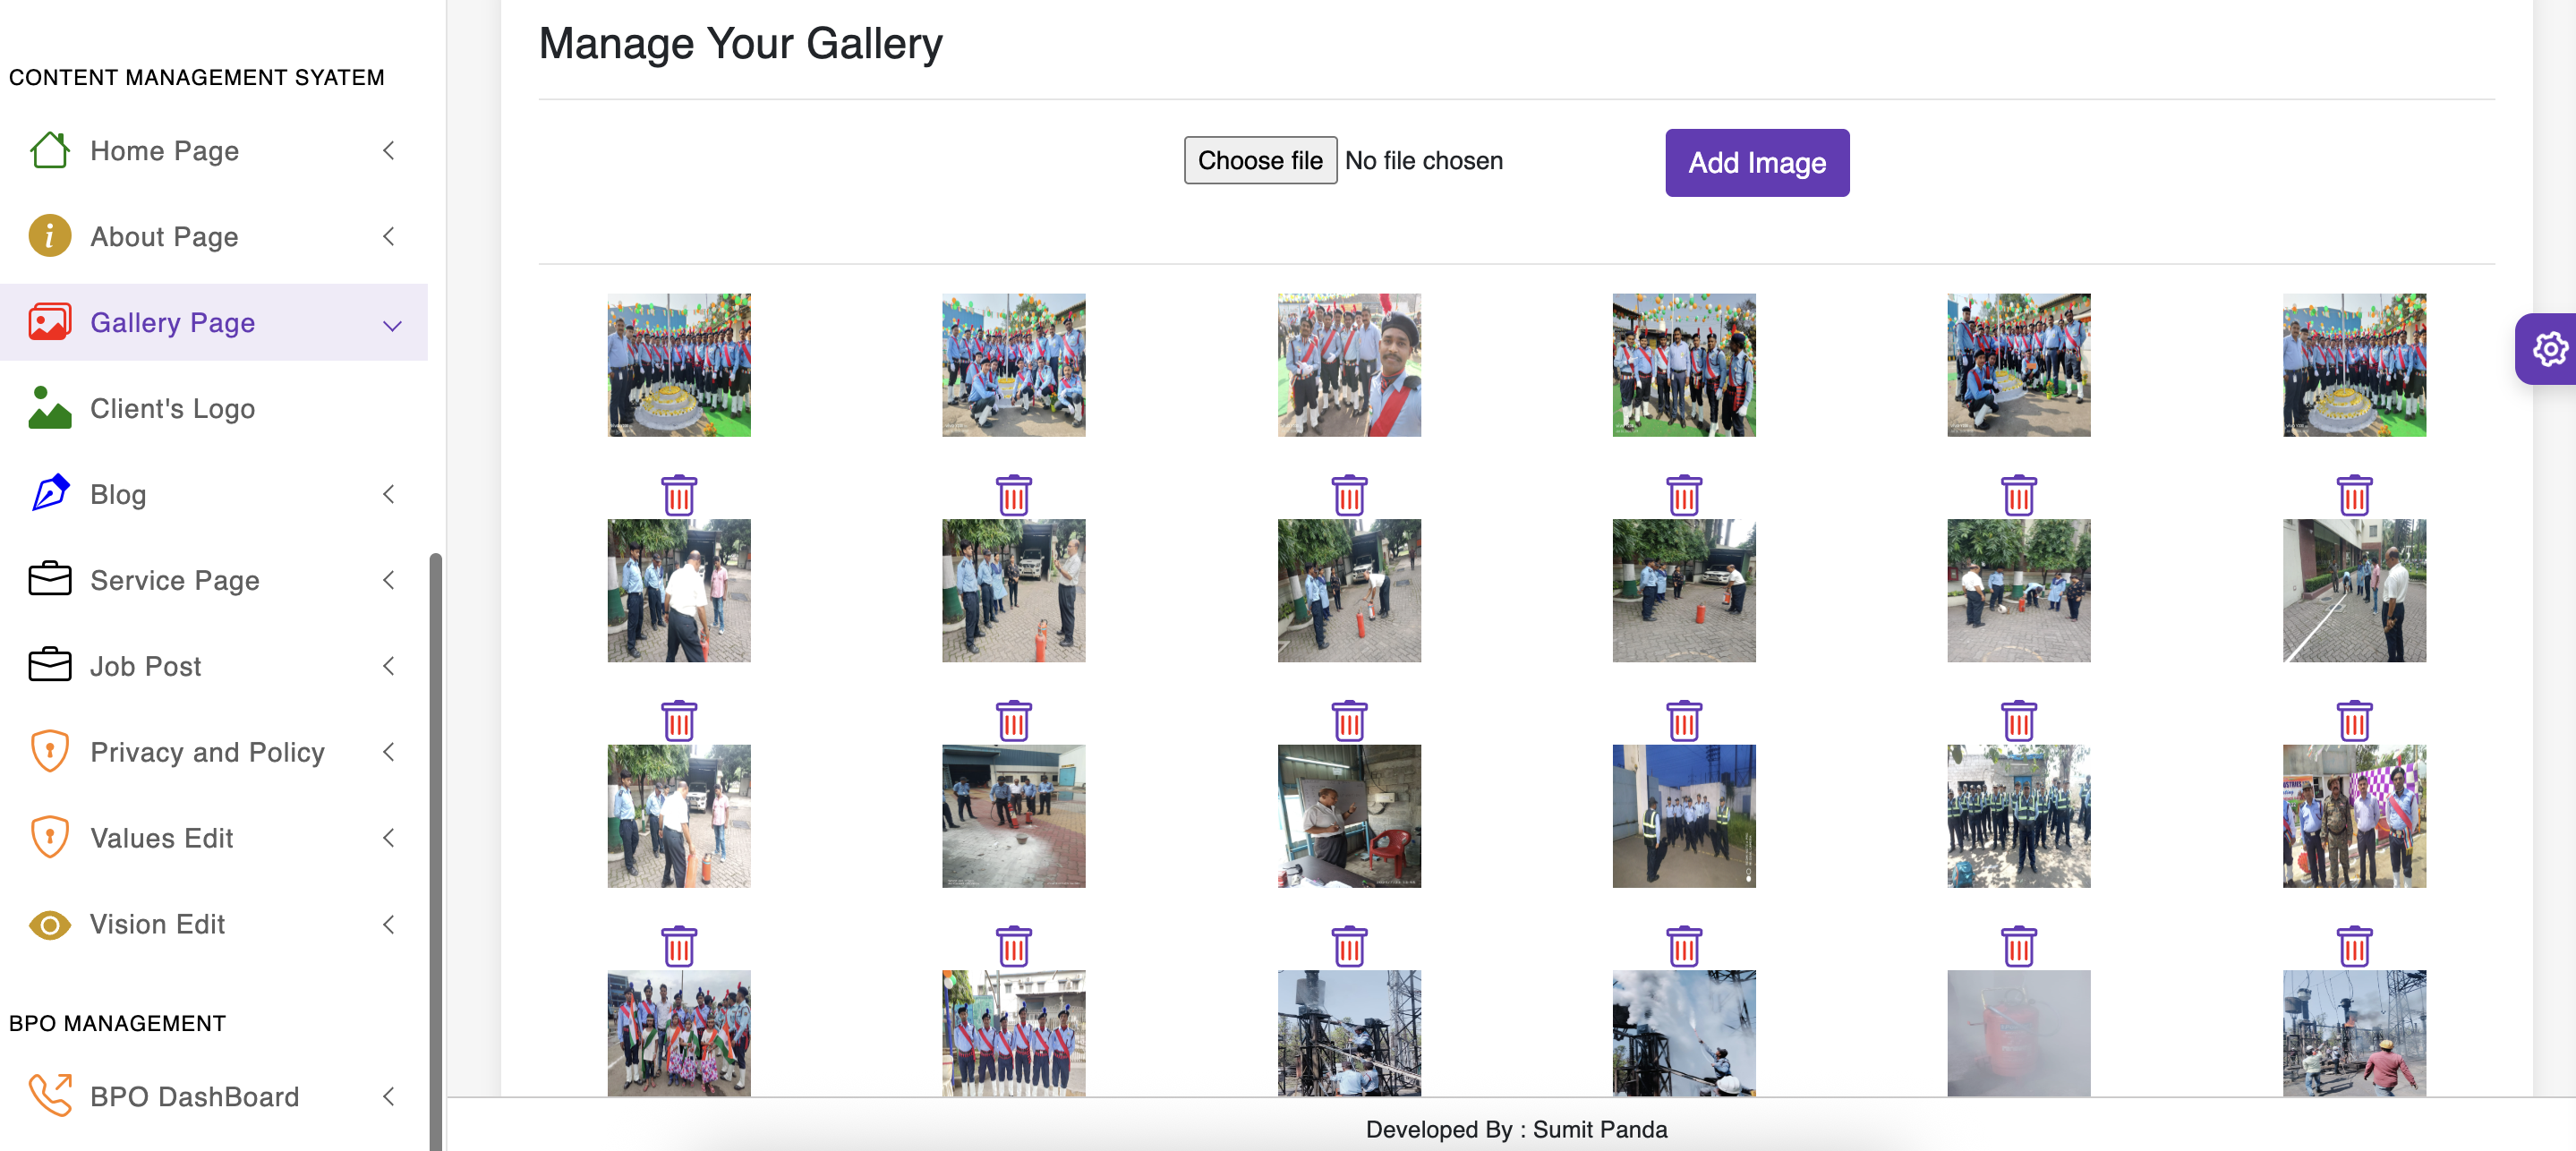 CONTENT MANAGEMENT SYATEM
Home Page
About Page
Gallery Page
Client's Logo
Blog
Service Page
Job Post
Privacy and Policy
Values Edit
Vision Edit
BPO MANAGEMENT
BPO DashBoard
Manage Your Gallery
Choose file No file chosen
Add Image
Developed By : Sumit Panda